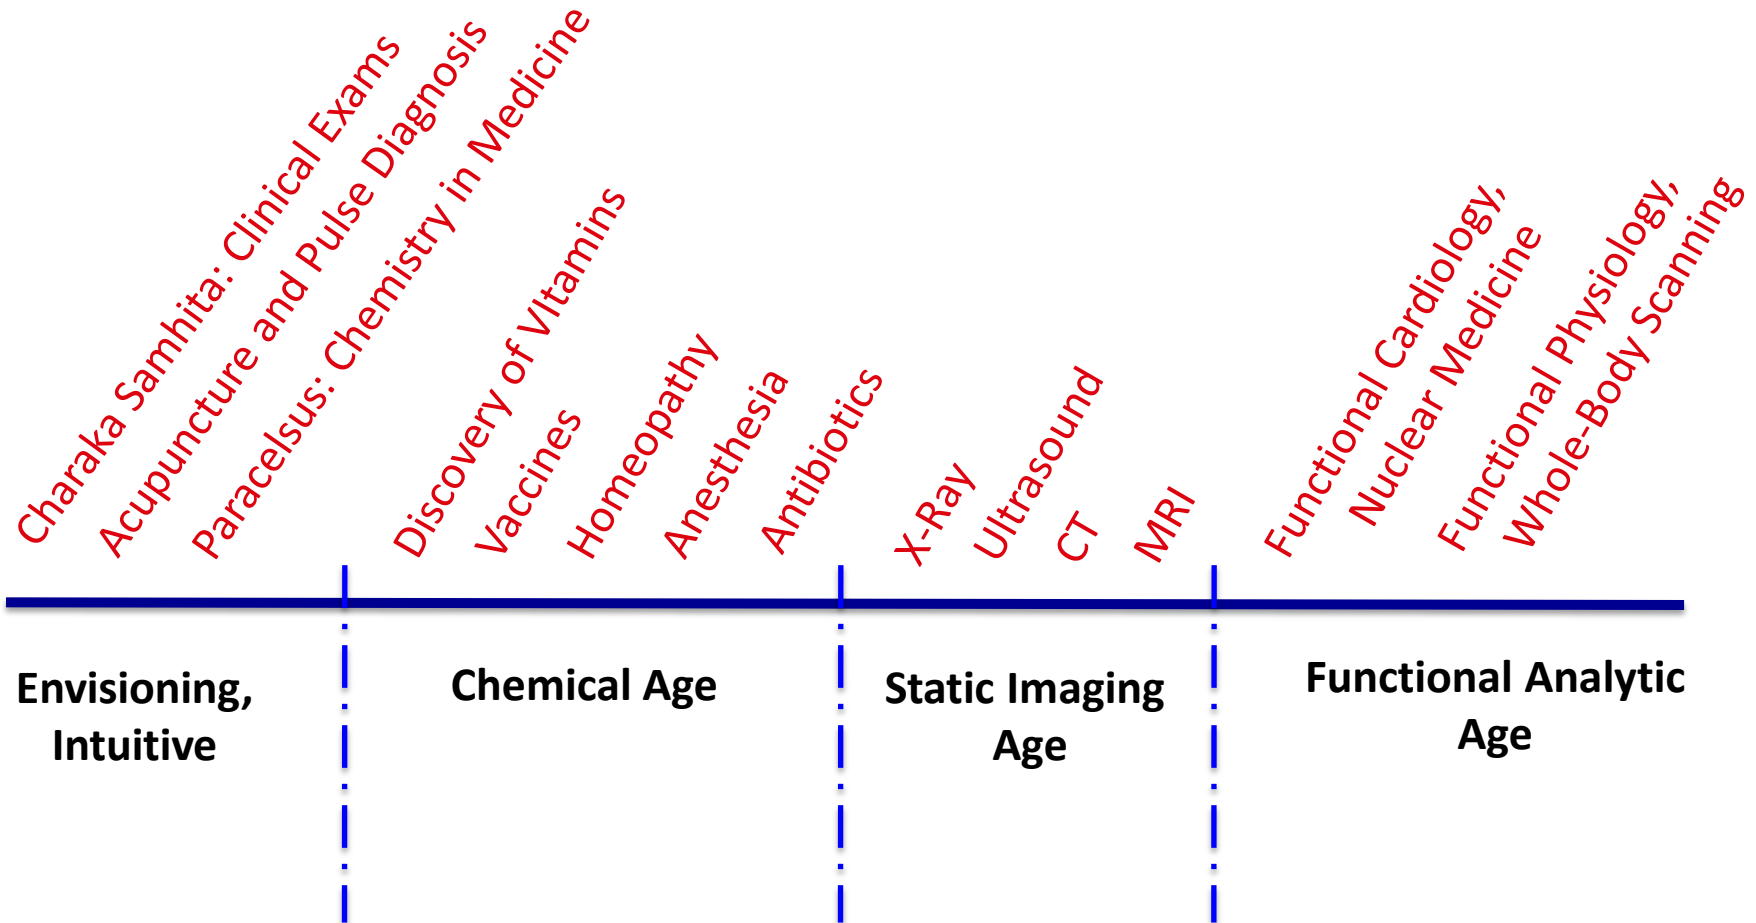 Charaka Samhita: Clinical Exams
Acupuncture and Pulse Diagnosis
Paracelsus: Chemistry in Medicine
Discovery of VItamins
Vaccines
Homeopathy
Anesthesia
Antibiotics
X-Ray
Ultrasound
CT
MRI
Functional Cardiology,
Nuclear Medicine
Functional Physiology,
Whole-Body Scanning
Envisioning,
Intuitive
Chemical Age
Static Imaging
Age
Functional Analytic
Age